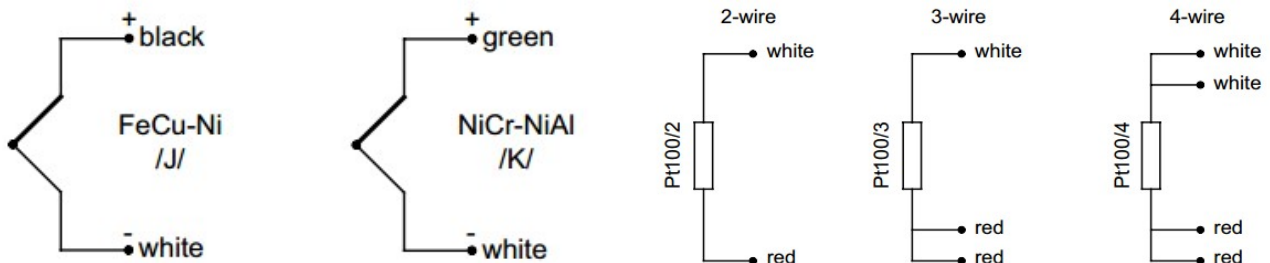 +
black
FeCu-Ni
/J/
-
white
+
green
NiCr-NiAl
/K/
-
white
2-wire
white
Pt100/2
red
3-wire
white
Pt100/3
red
red
4-wire
white
white
Pt100/4
red
red